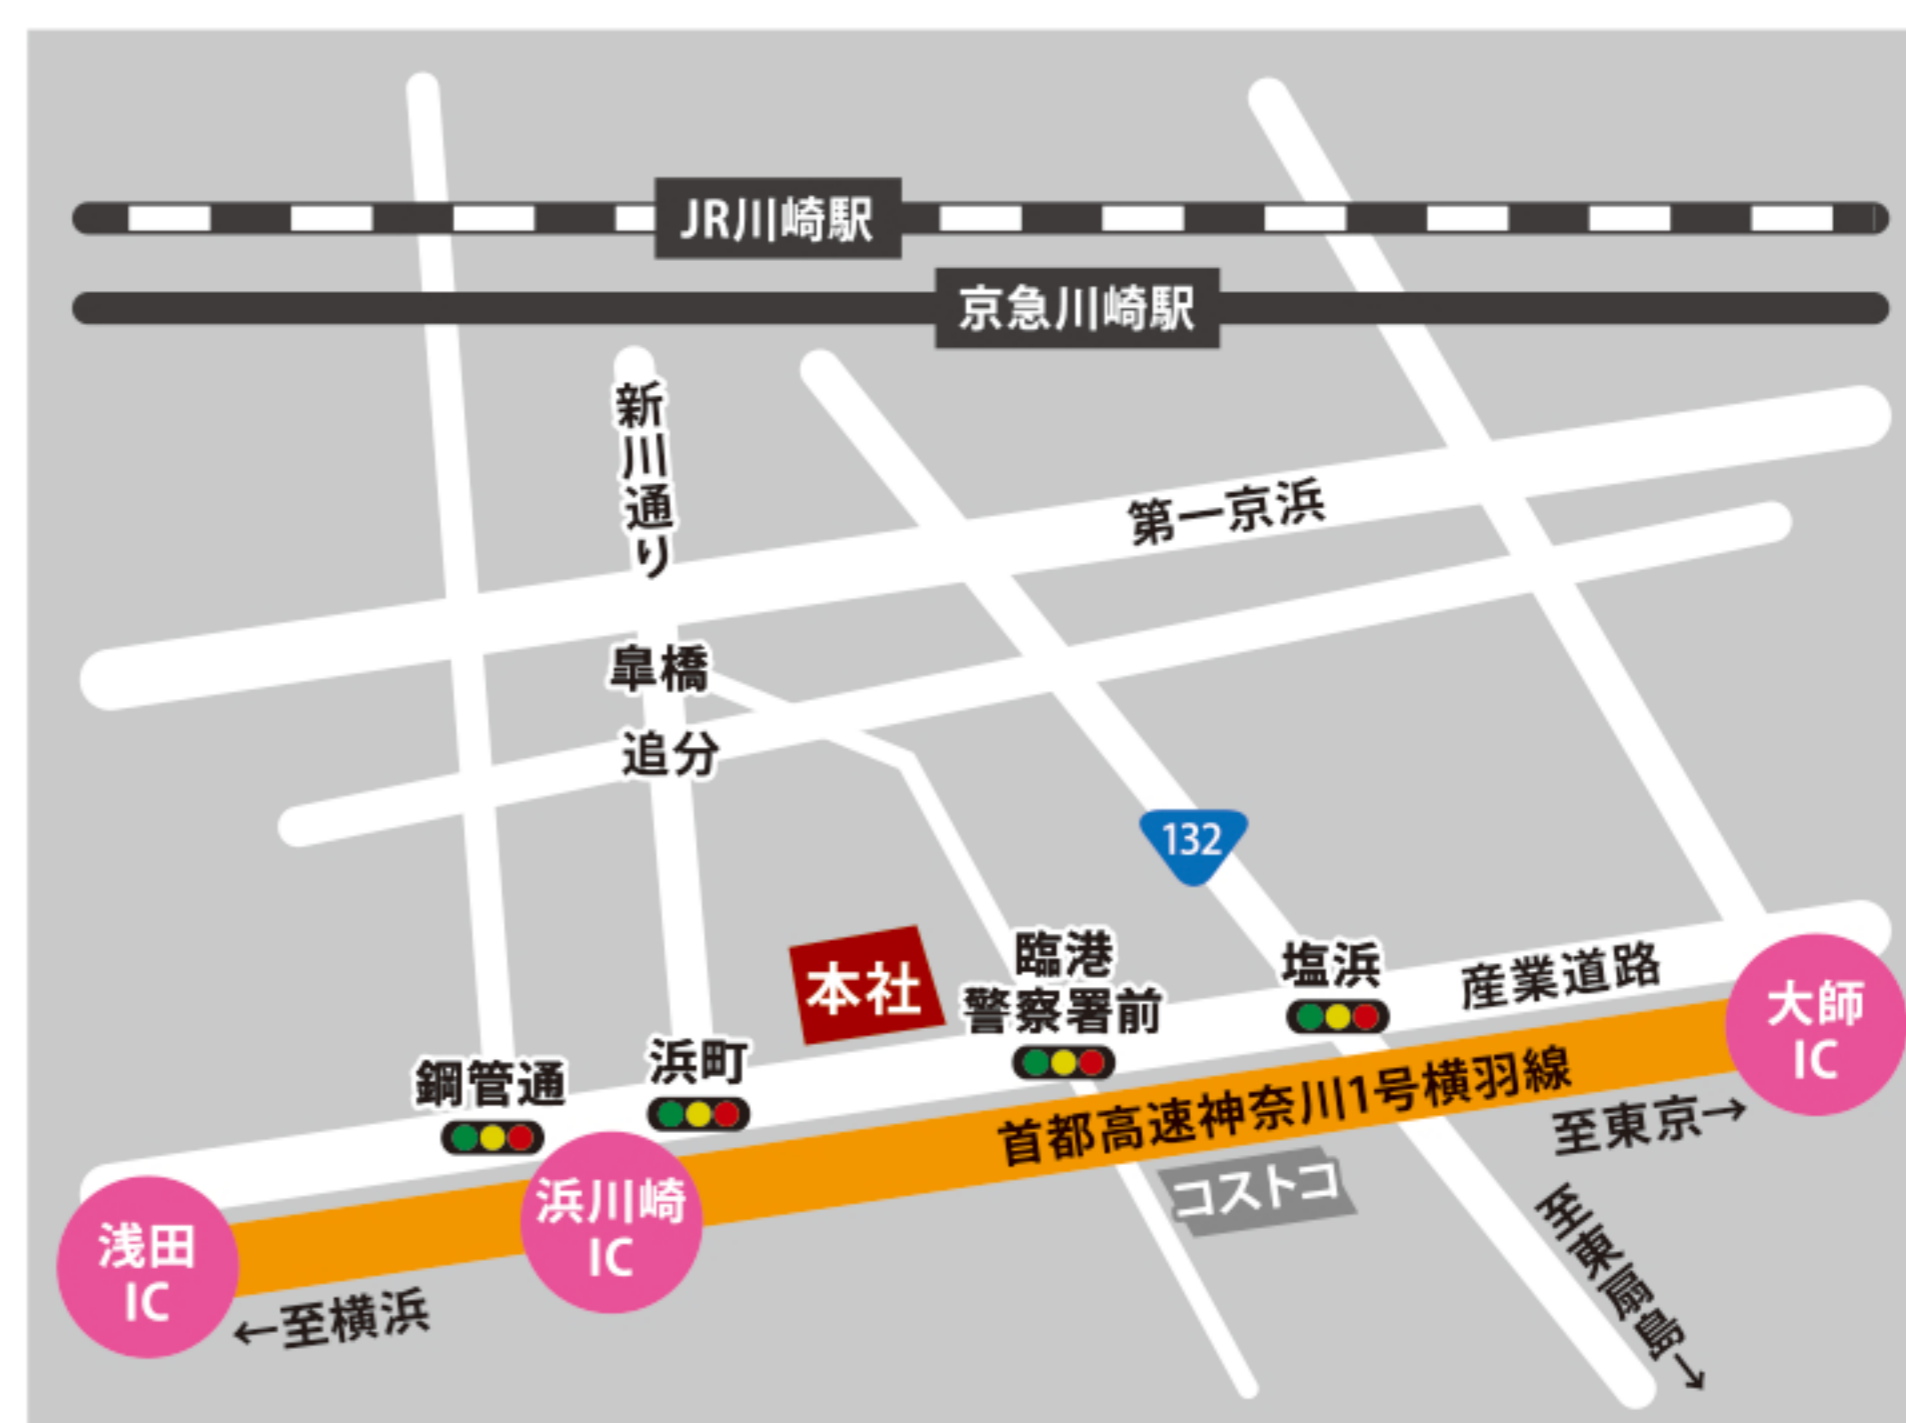 JR川崎駅
京急川崎駅
新川通り
第一京浜
皐橋
追分
132
本社
臨港
警察署前
塩浜
産業道路
大師
IC
浜町
鋼管通
首都高速神奈川1号横羽線
至東京→
コストコ
浜川崎
IC
浅田
IC
←至横浜
至東扇島→